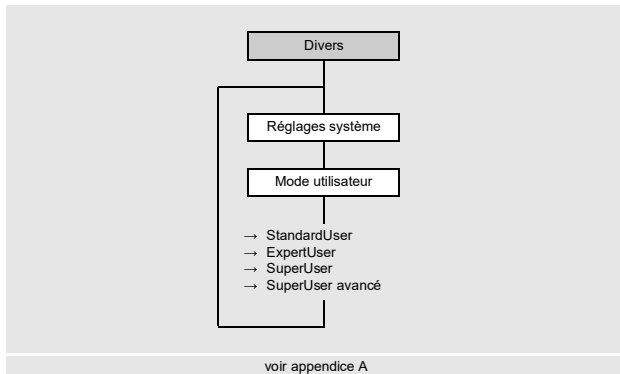 Divers
Réglages système
Mode utilisateur
→ StandardUser
→ ExpertUser
→ SuperUser
→ SuperUser avancé
voir appendice A